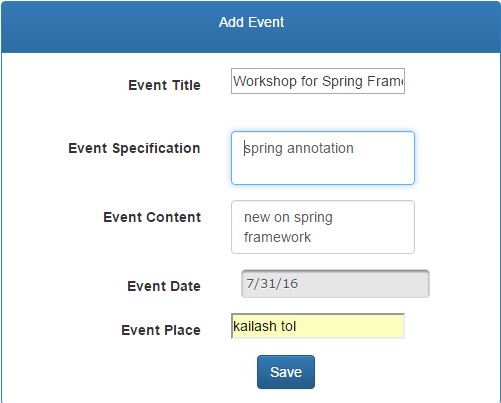 Add Event
Event Title
Workshop for Spring
Event Specification
spring annotation
Event Content
new on spring
framework
Event Date
7/31/16
Event Place
kailash tol
Save